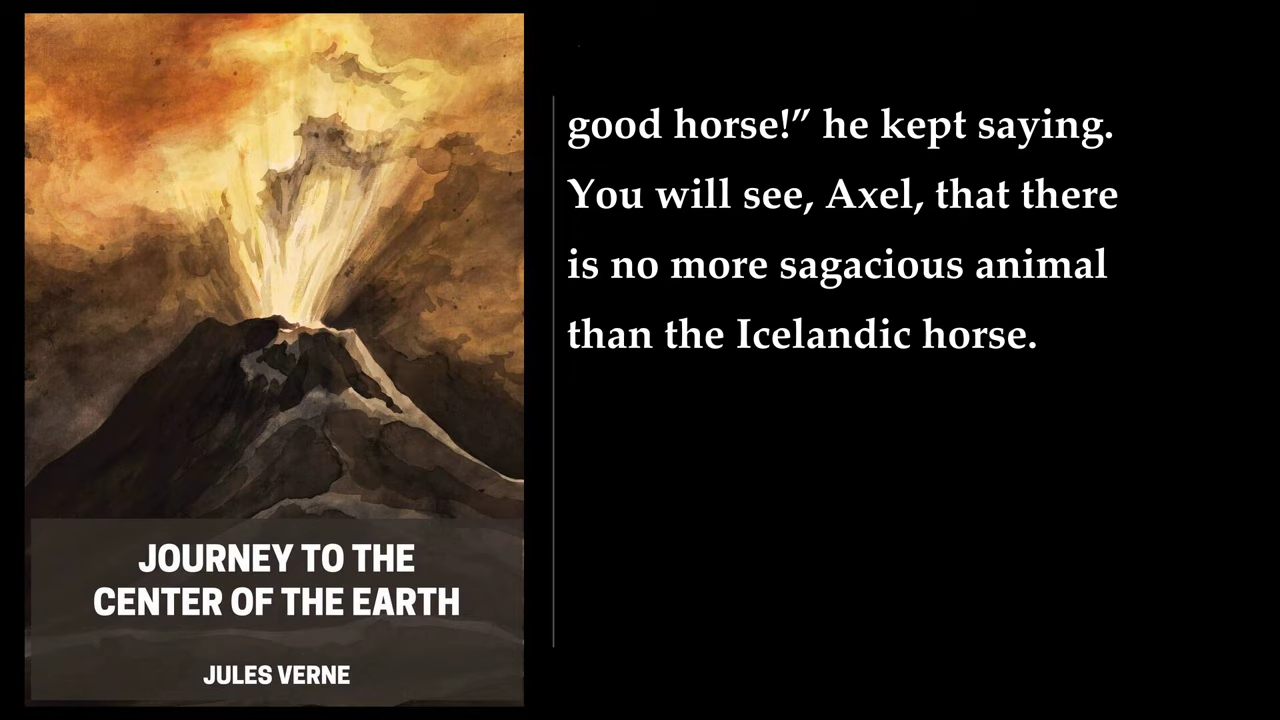 JOURNEY TO THE
CENTER OF THE EARTH
JULES VERNE
good horse!” he kept saying.
You will see, Axel, that there
is no more sagacious animal
than the Icelandic horse.